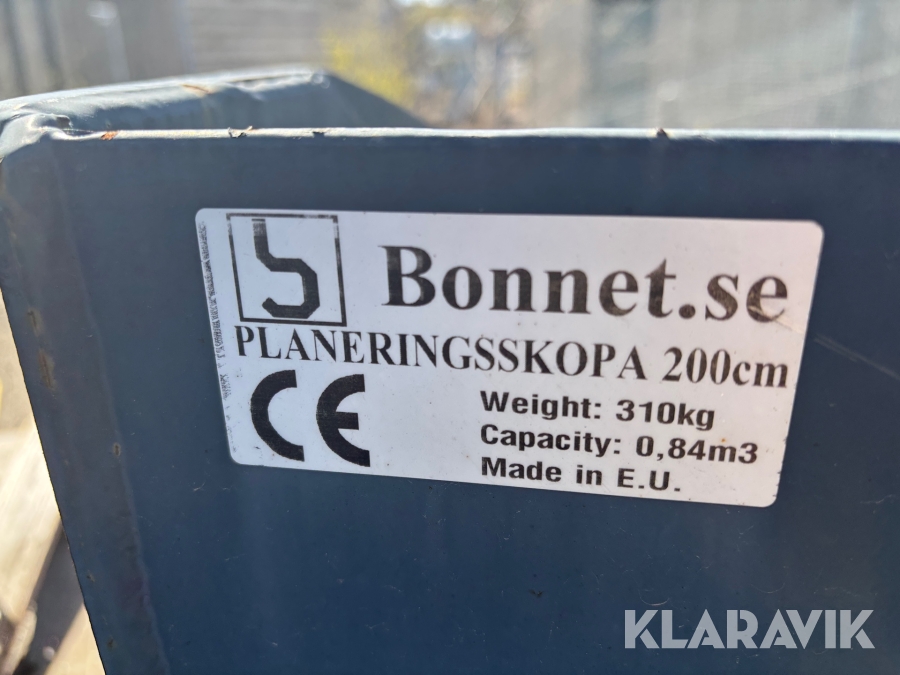 Bonnet.se
PLANERINGSSKOPA 200cm
CE
Weight: 310kg
Capacity: 0,84m3
Made in E.U.
KLARAVIK